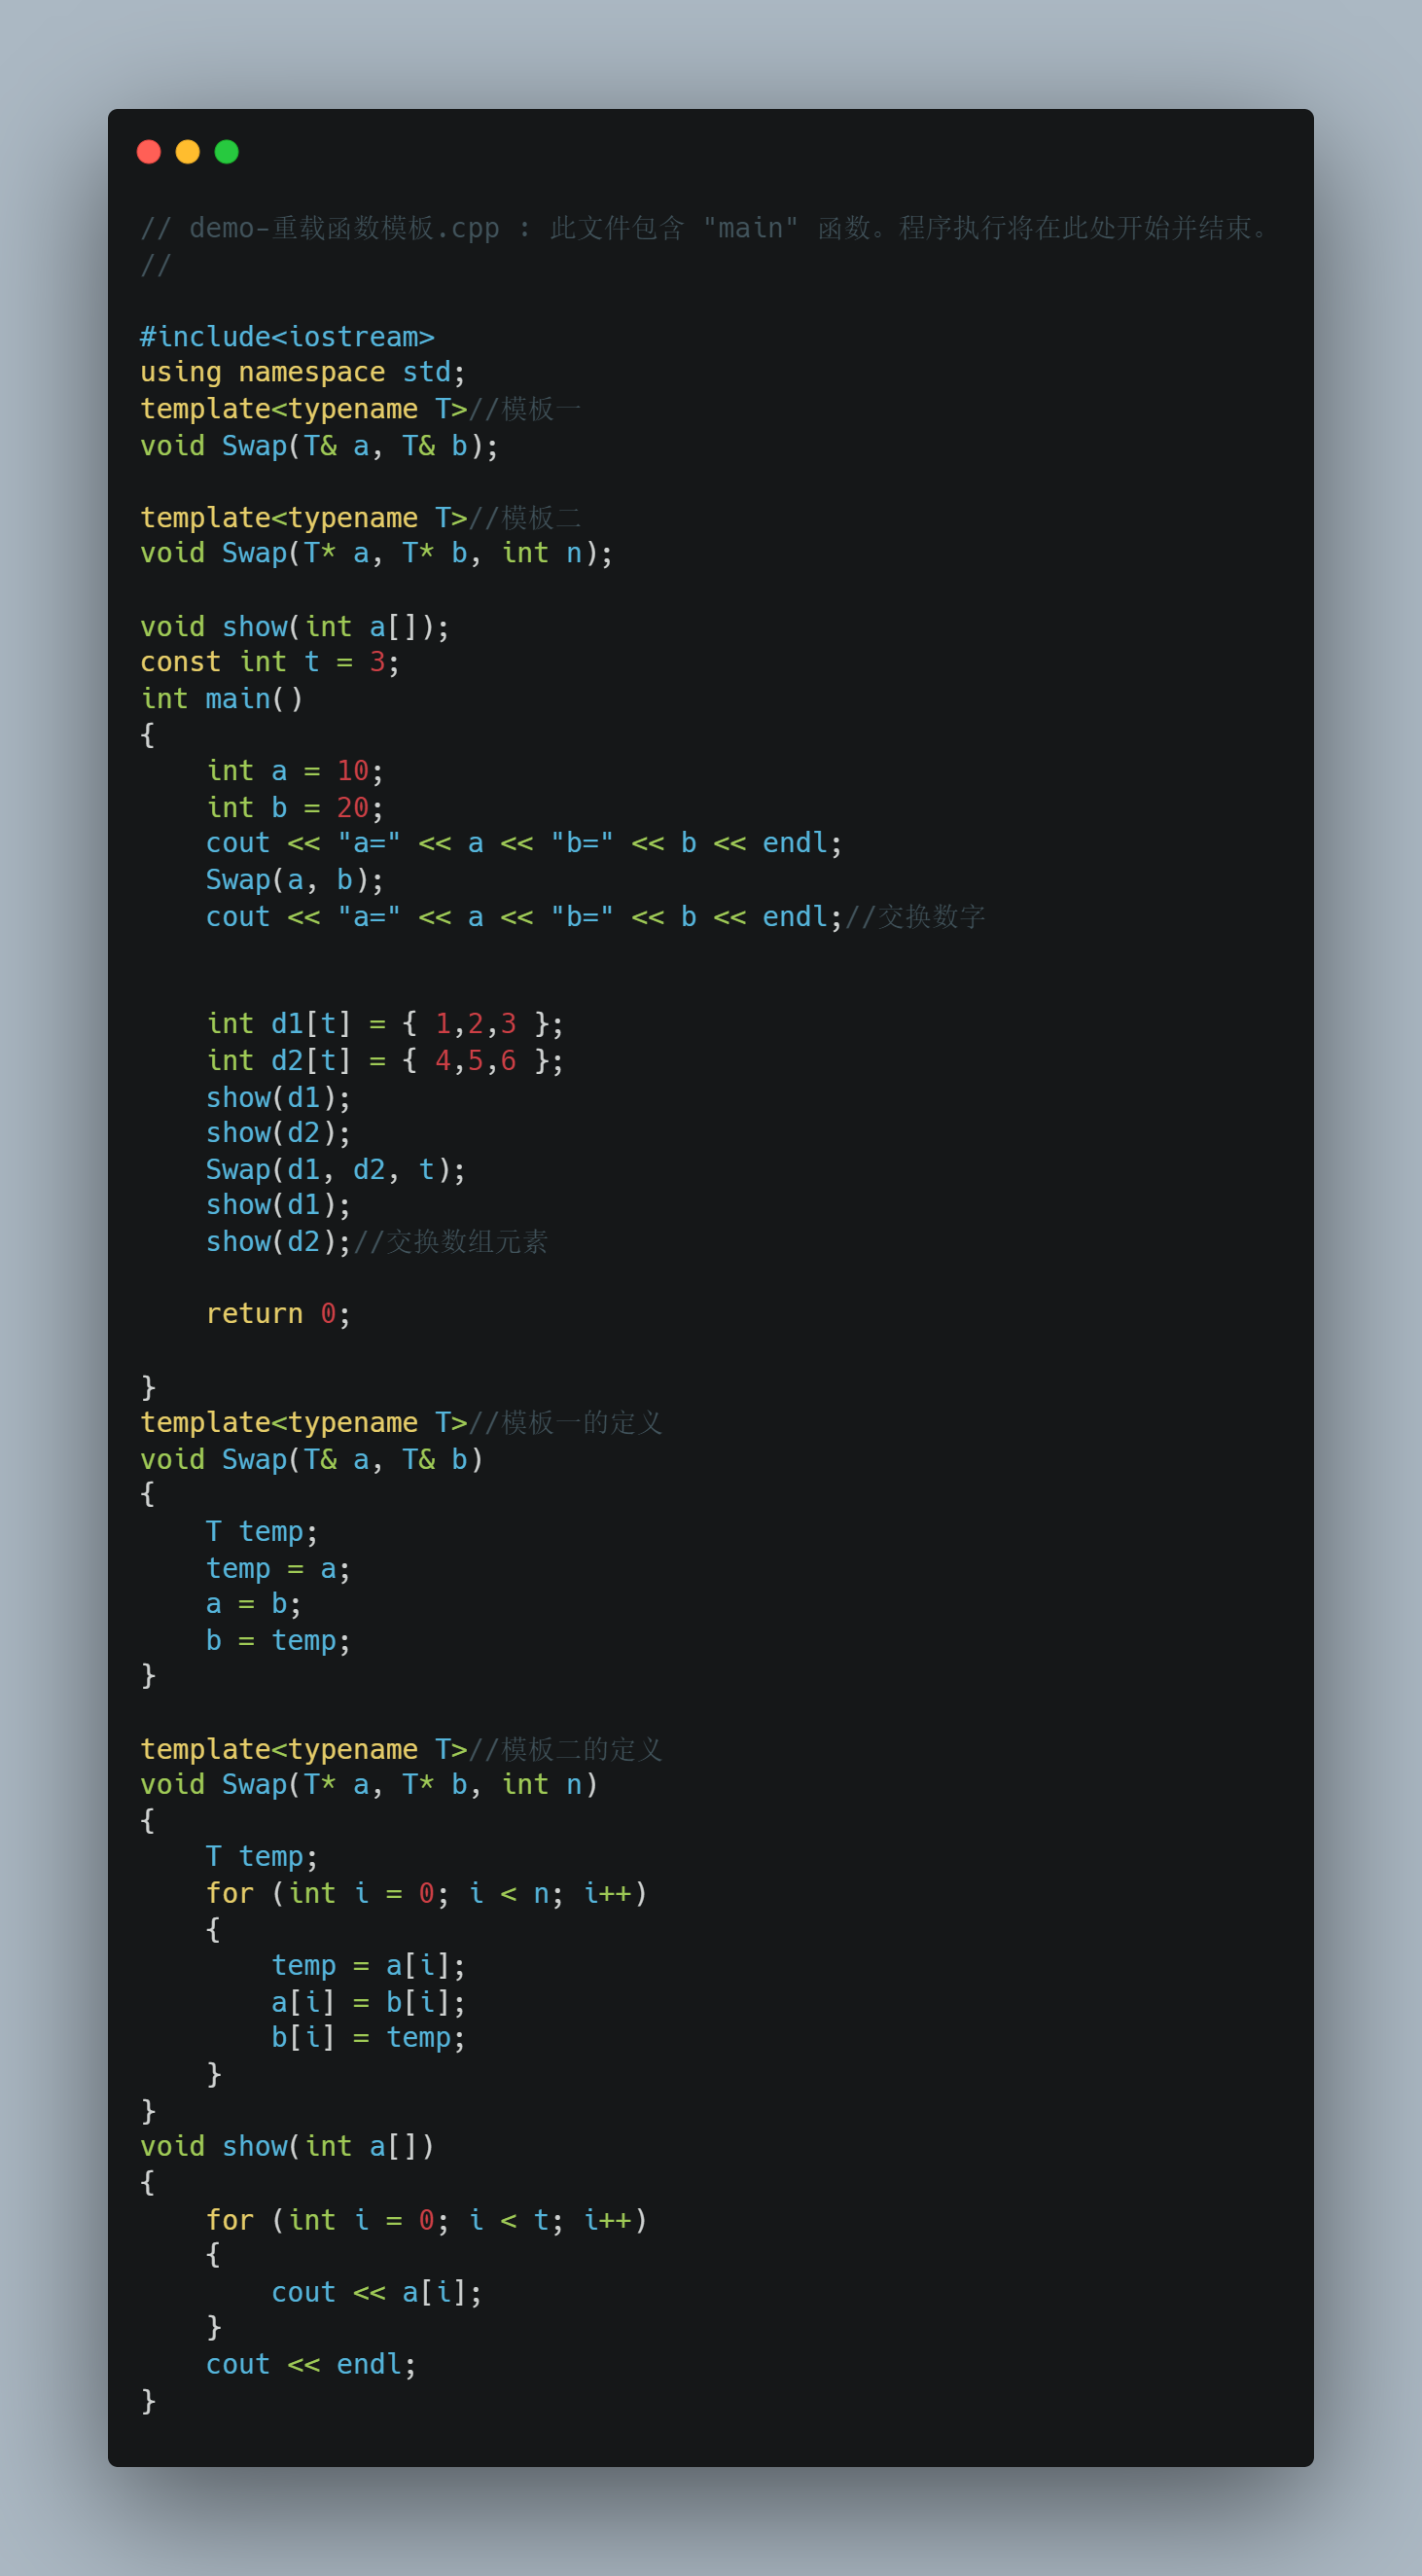 // demo-重载函数模板.cpp : 此文件包含 "main" 函数。程序执行将在此处开始并结束。
//
#include<iostream>
using namespace std;
template<typename T>//模板一
void Swap(T& a, T& b);
template<typename T>//模板二
void Swap(T* a, T* b, int n);
void show(int a[]);
const int t = 3;
int main()
{
    int a = 10;
    int b = 20;
    cout << "a=" << a << "b=" << b << endl;
    Swap(a, b);
    cout << "a=" << a << "b=" << b << endl;//交换数字
    int d1[t] = { 1,2,3 };
    int d2[t] = { 4,5,6 };
    show(d1);
    show(d2);
    Swap(d1, d2, t);
    show(d1);
    show(d2);//交换数组元素
    return 0;
}
template<typename T>//模板一的定义
void Swap(T& a, T& b)
{
    T temp;
    temp = a;
    a = b;
    b = temp;
}
template<typename T>//模板二的定义
void Swap(T* a, T* b, int n)
{
    T temp;
    for (int i = 0; i < n; i++)
    {
        temp = a[i];
        a[i] = b[i];
        b[i] = temp;
    }
}
void show(int a[])
{
    for (int i = 0; i < t; i++)
    {
        cout << a[i];
    }
    cout << endl;
}